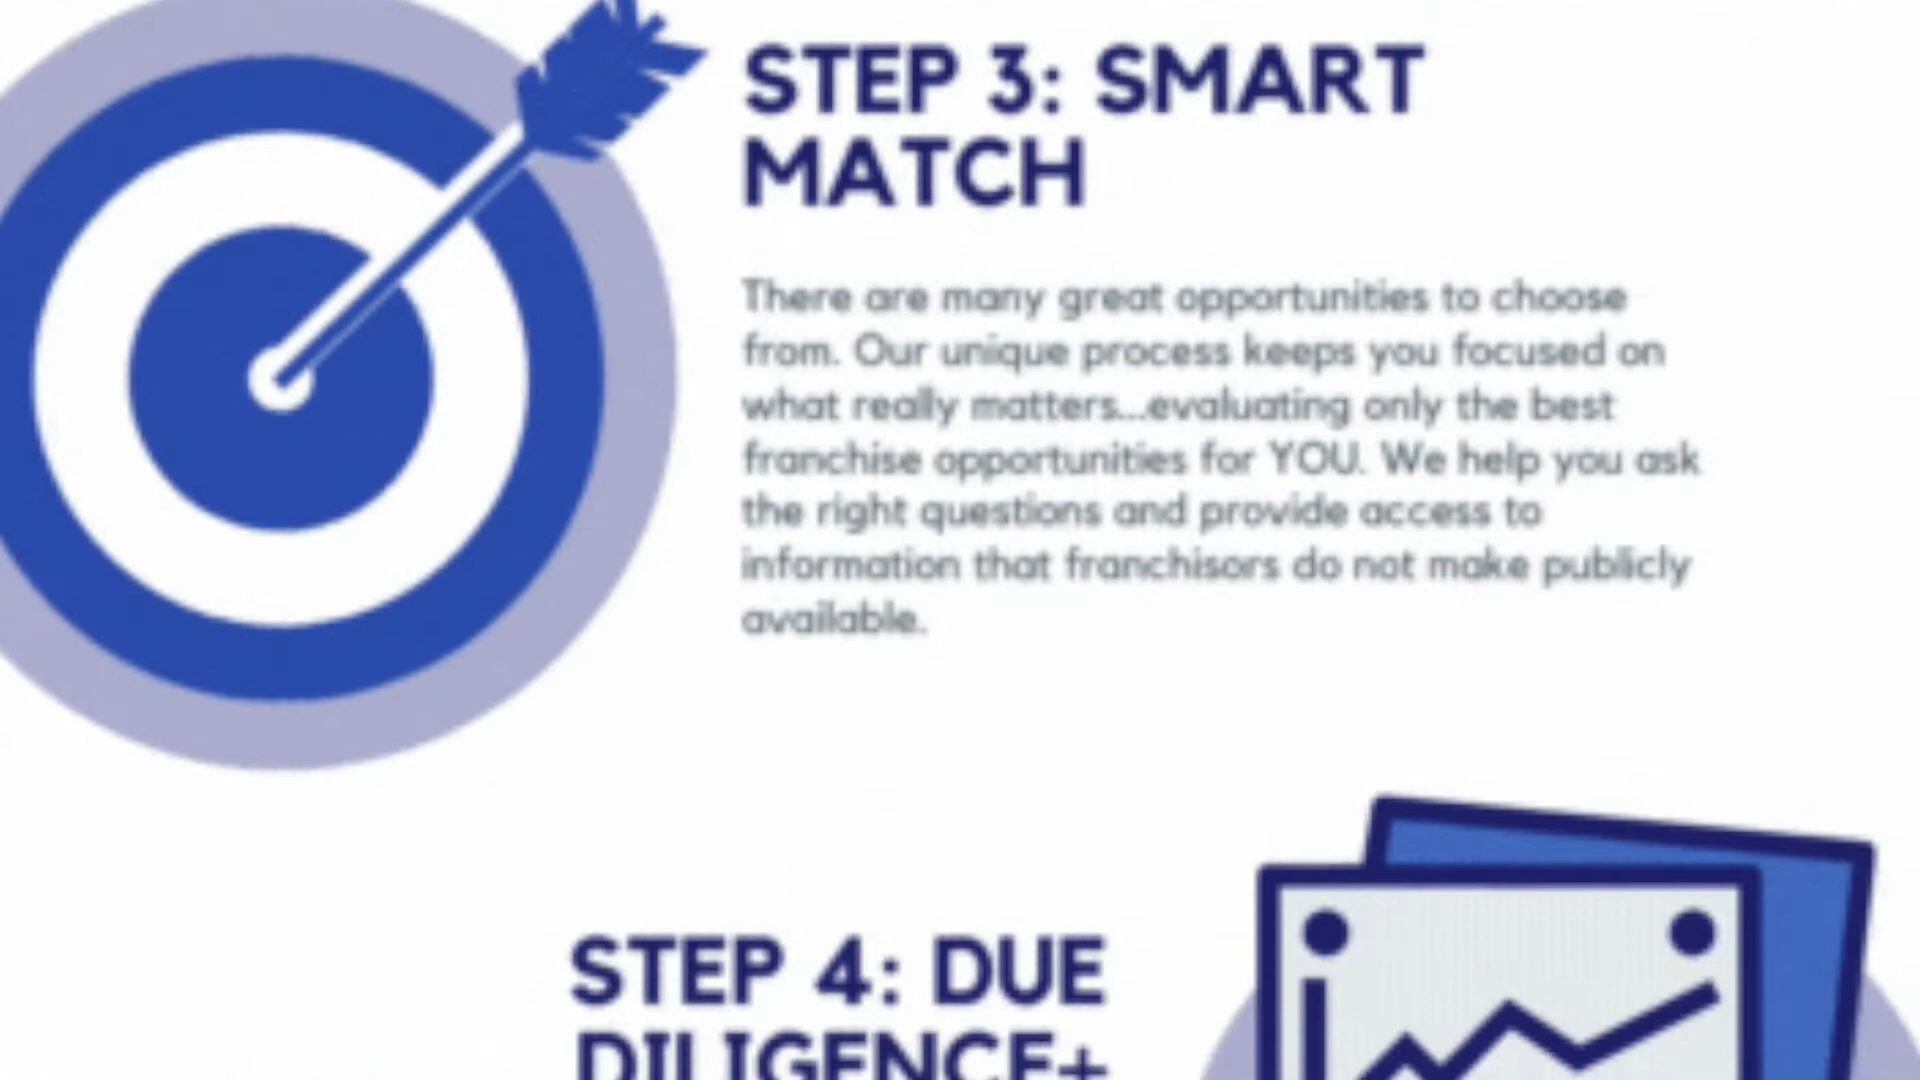 STEP 3: SMART
MATCH
There are many great opportunities to choose
from. Our unique process keeps you focused on
what really matters...evaluating only the best
franchise opportunities for YOU. We help you ask
the right questions and provide access to
information that franchisors do not make publicly
available.
STEP 4: DUE
DILIGENCE+